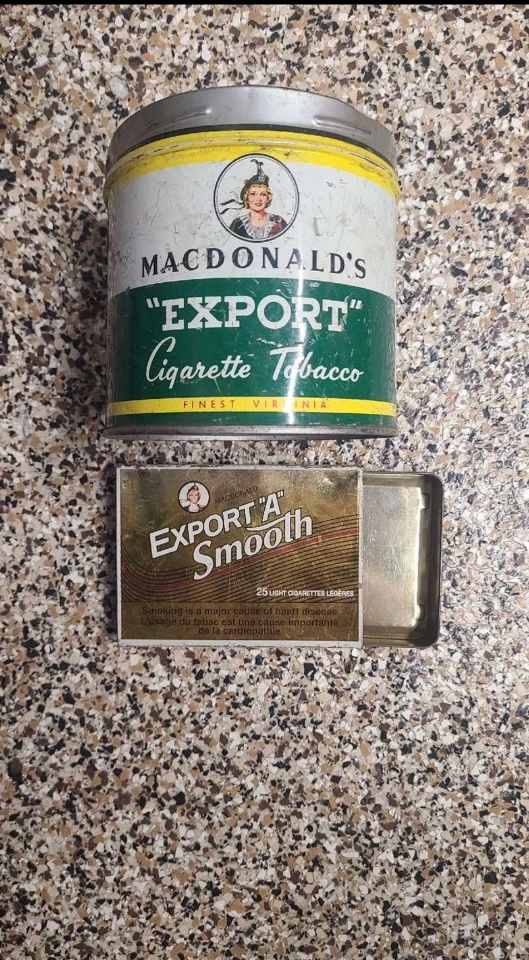 MACDONALD'S
"EXPORT"
Cigarette Tobacco
FINEST VIRGINIA
MACDONALD
EXPORT "A"
Smooth
25 LIGHT CIGARETTES LÉGÈRES
Smoking is a major cause of heart disease
L'usage du tabac est une cause importante
de la cardiopathie